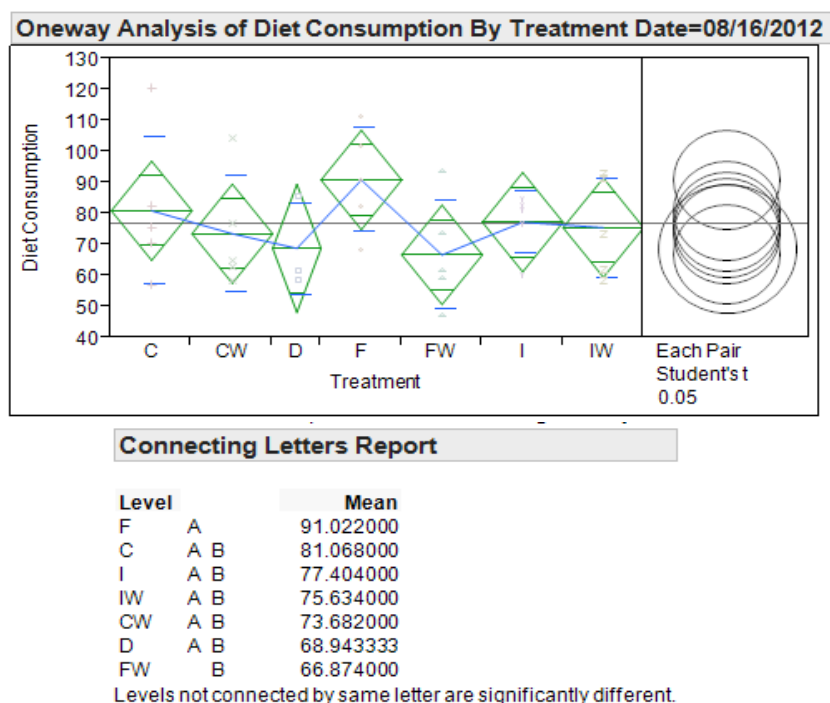 Oneway Analysis of Diet Consumption By Treatment Date=08/16/2012
130
120
110
100
90
80
70
60
50
40
Diet Consumption
C CW D F FW I IW
Treatment
Each Pair
Student's t
0.05
Connecting Letters Report
Level Mean
F A 91.022000
C A B 81.068000
I A B 77.404000
IW A B 75.634000
CW A B 73.682000
D A B 68.943333
FW B 66.874000
Levels not connected by same letter are significantly different.